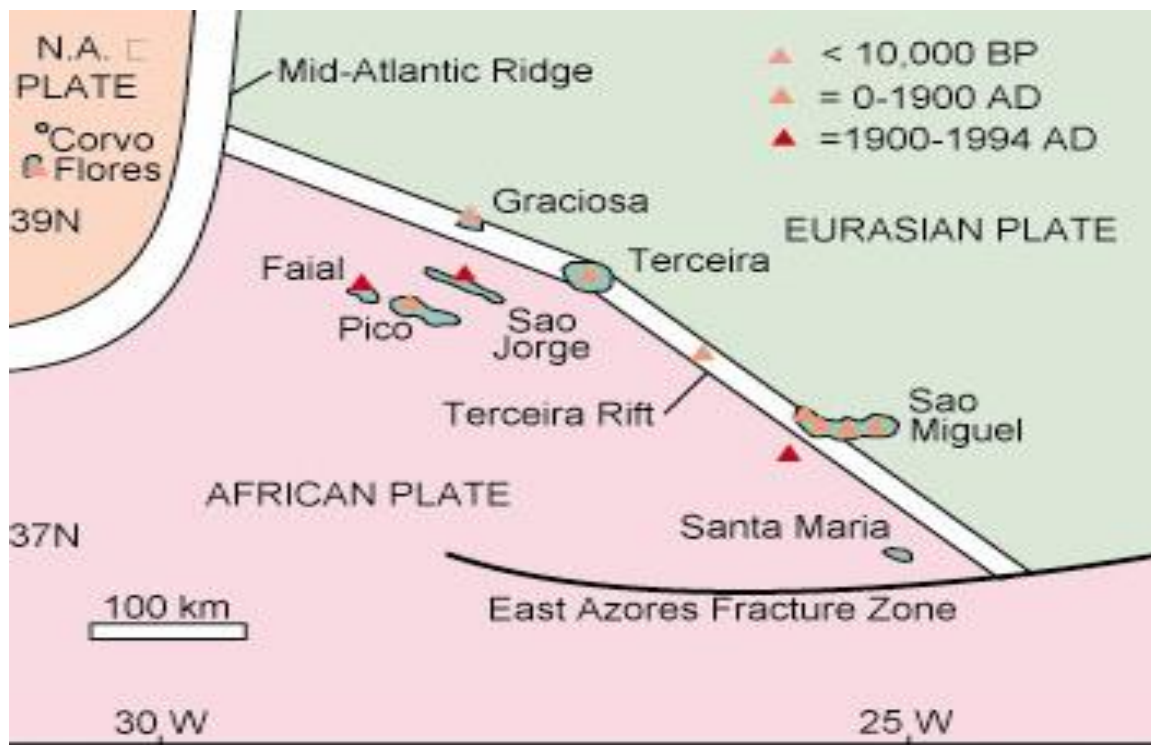 N.A.
PLATE
Mid-Atlantic Ridge
< 10,000 BP
= 0-1900 AD
=1900-1994 AD
Corvo
Flores
39N
Graciosa
EURASIAN PLATE
Faial
Terceira
Pico
Sao
Jorge
Terceira Rift
Sao
Miguel
AFRICAN PLATE
37N
Santa Maria
100 km
East Azores Fracture Zone
30 W
25 W